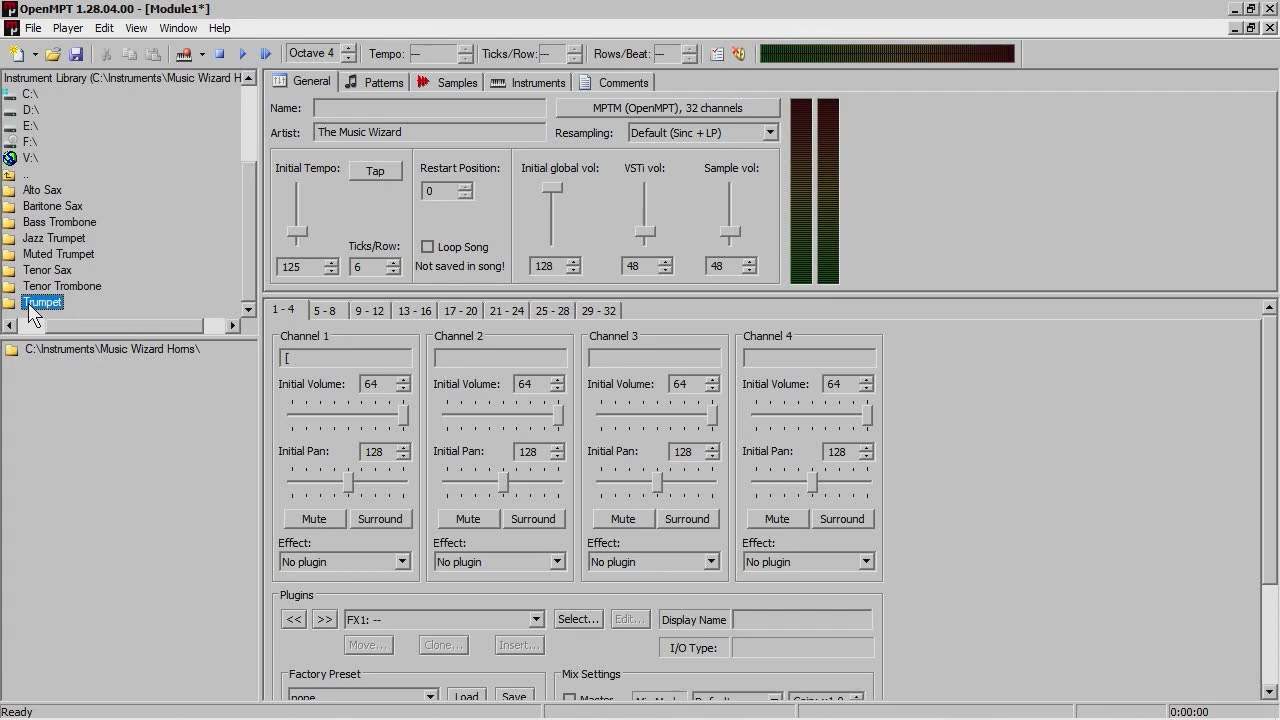 OpenMPT 1.28.04.00 - [Module1*]
File Player Edit View Window Help
Octave 4 Tempo: --- Ticks/Row: --- Rows/Beat: ---
Instrument Library (C:\Instruments\Music Wizard H
C:\
D:\
E:\
F:\
V:\
..
Alto Sax
Baritone Sax
Bass Trombone
Jazz Trumpet
Muted Trumpet
Tenor Sax
Tenor Trombone
Trumpet
C:\Instruments\Music Wizard Horns\
General Patterns Samples Instruments Comments
Name: MPTM (OpenMPT), 32 channels
Artist: The Music Wizard Resampling: Default (Sinc + LP)
Initial Tempo: Tap Restart Position: Initial global vol: VSTi vol: Sample vol:
0
Ticks/Row: Loop Song
125 6 Not saved in song! 128 48 48
1 - 4 5 - 8 9 - 12 13 - 16 17 - 20 21 - 24 25 - 28 29 - 32
Channel 1 Channel 2 Channel 3 Channel 4
[
Initial Volume: 64 Initial Volume: 64 Initial Volume: 64 Initial Volume: 64
Initial Pan: 128 Initial Pan: 128 Initial Pan: 128 Initial Pan: 128
Mute Surround Mute Surround Mute Surround Mute Surround
Effect: Effect: Effect: Effect:
No plugin No plugin No plugin No plugin
Plugins
<< >> FX1: -- Select... Edit... Display Name
Move... Clone... Insert... I/O Type:
Factory Preset Mix Settings
none Load Save Master
Ready 0:00:00